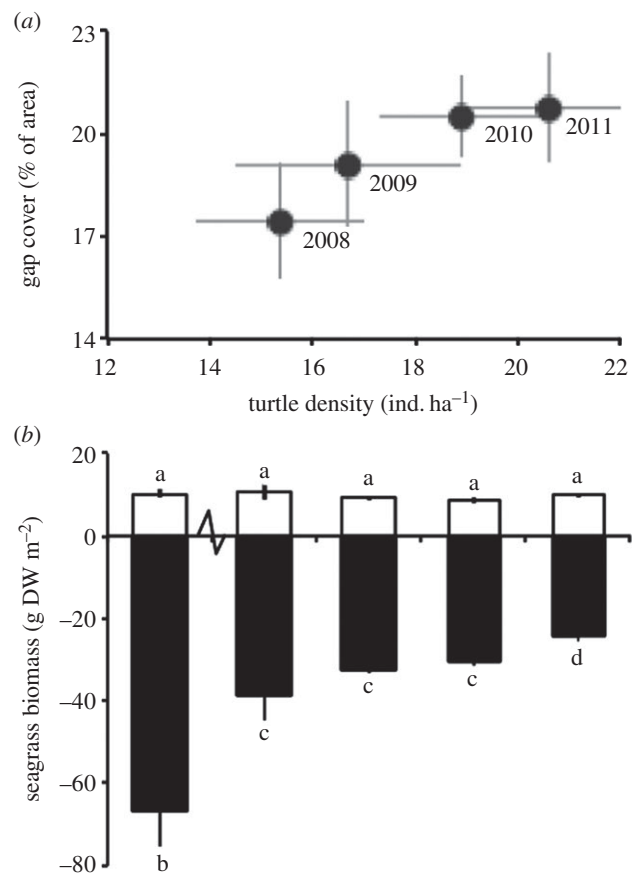 (a)
23
20
17
14
gap cover (% of area)
2008
2009
2010
2011
12 14 16 18 20 22
turtle density (ind. ha⁻¹)
(b)
20
0
–20
–40
–60
–80
seagrass biomass (g DW m⁻²)
a a a a a
b c c c d